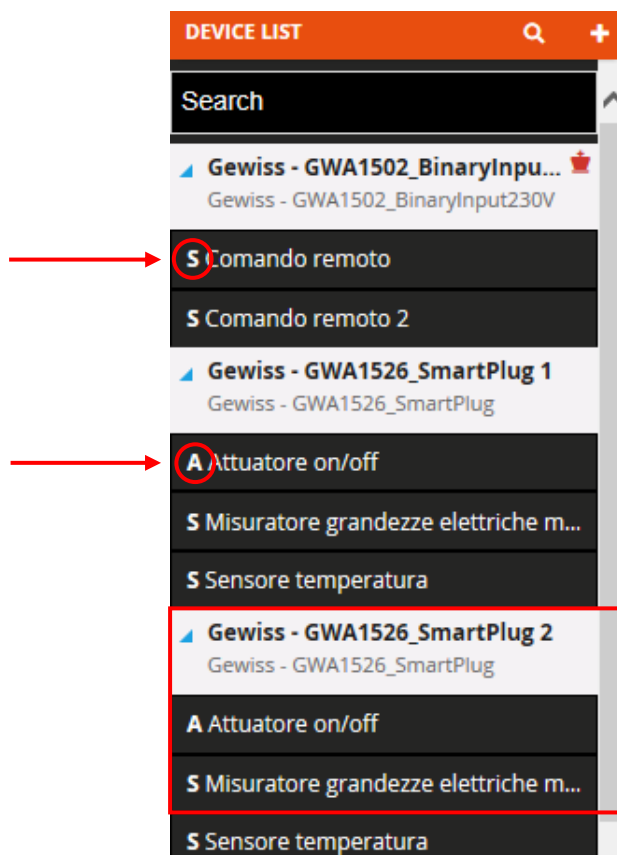 DEVICE LIST
Search
Gewiss - GWA1502_BinaryInpu...
Gewiss - GWA1502_BinaryInput230V
S Comando remoto
S Comando remoto 2
Gewiss - GWA1526_SmartPlug 1
Gewiss - GWA1526_SmartPlug
A Attuatore on/off
S Misuratore grandezze elettriche m...
S Sensore temperatura
Gewiss - GWA1526_SmartPlug 2
Gewiss - GWA1526_SmartPlug
A Attuatore on/off
S Misuratore grandezze elettriche m...
S Sensore temperatura